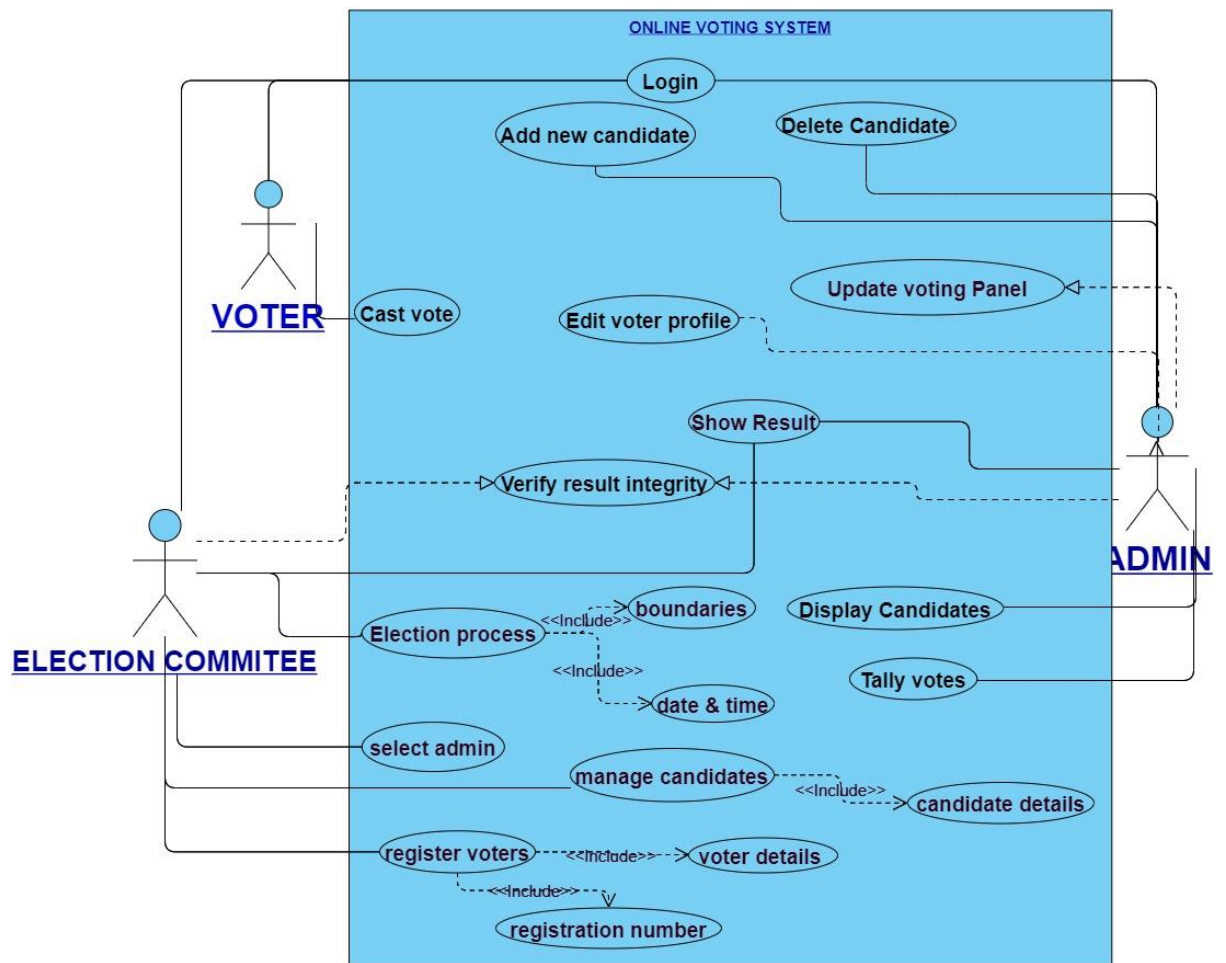 ONLINE VOTING SYSTEM
Login
Add new candidate
Delete Candidate
VOTER
Cast vote
Edit voter profile
Update voting Panel
Show Result
Verify result integrity
ADMIN
ELECTION COMMITEE
Election process
<<Include>>
boundaries
<<Include>>
date & time
Display Candidates
Tally votes
select admin
manage candidates
<<Include>>
candidate details
register voters
<<Include>>
voter details
<<Include>>
registration number